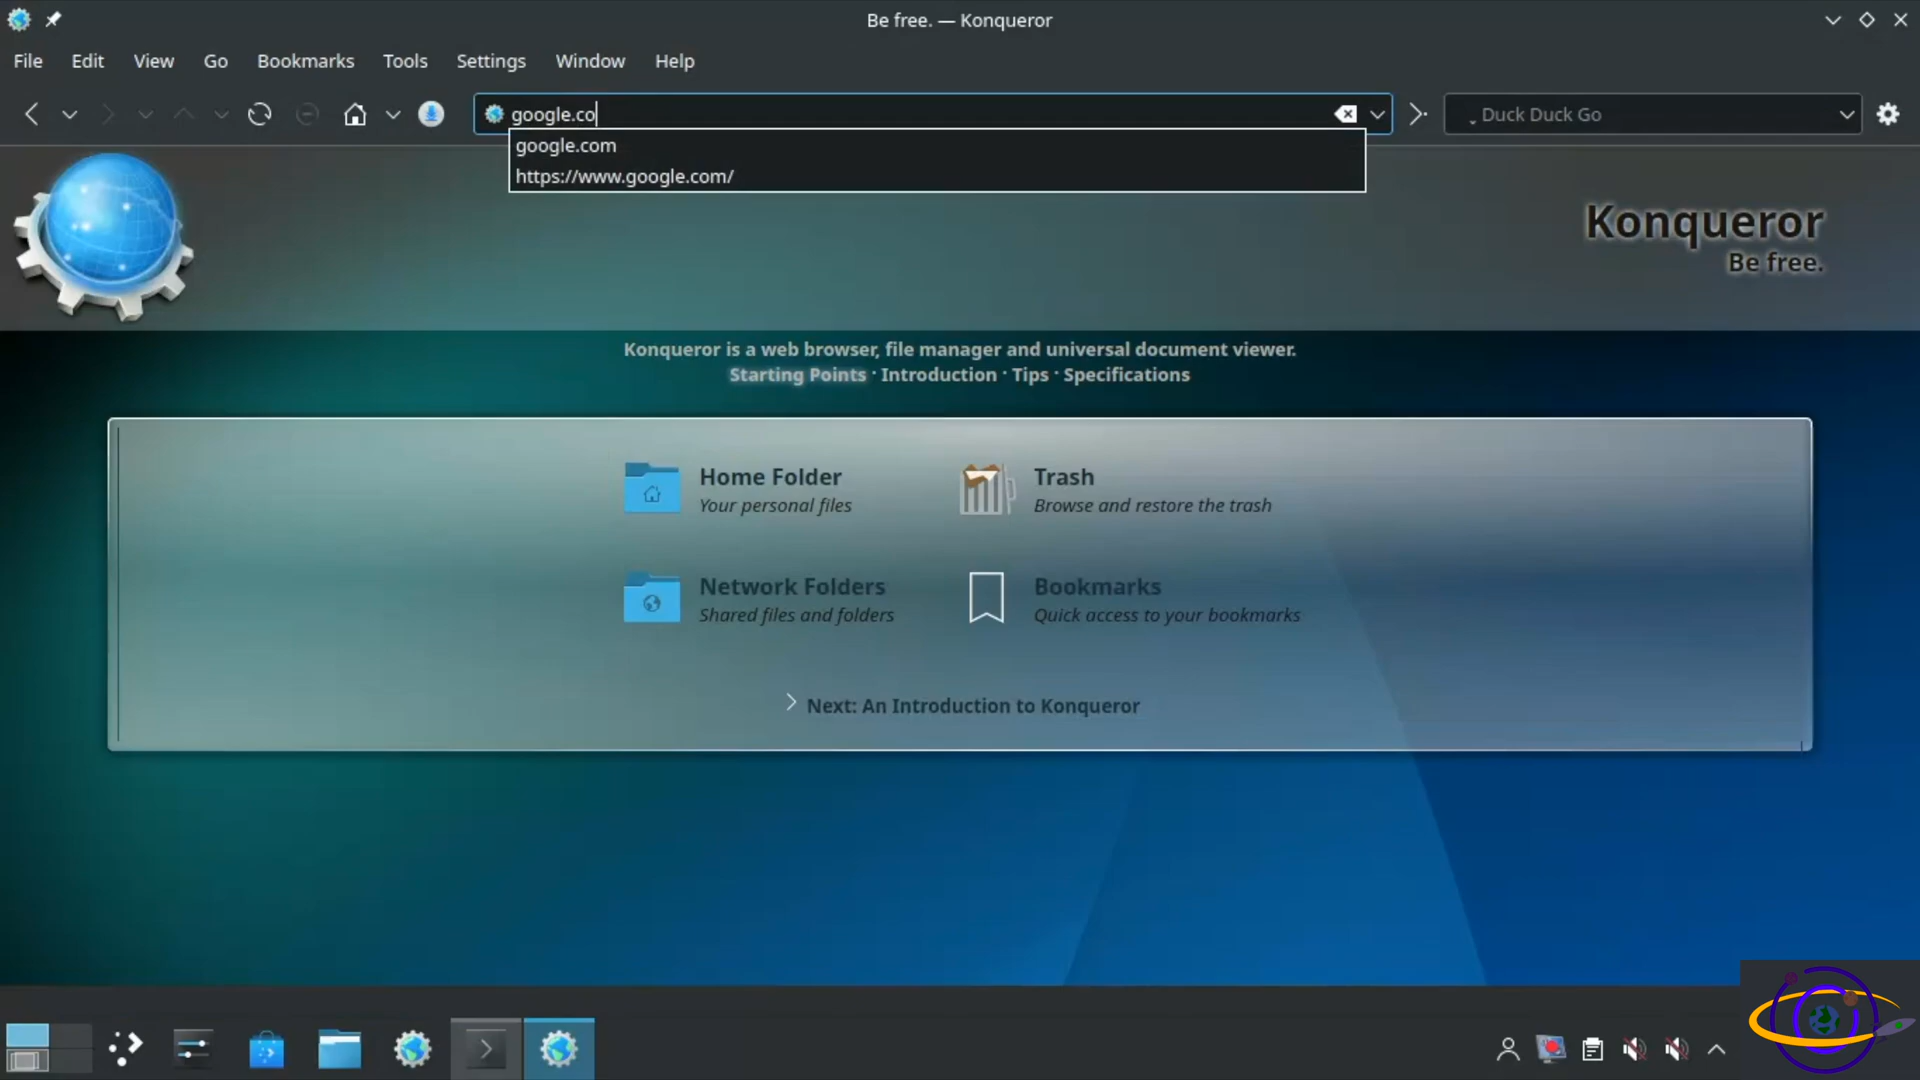 Be free. — Konqueror
File Edit View Go Bookmarks Tools Settings Window Help
google.co
Duck Duck Go
google.com
https://www.google.com/
Konqueror
Be free.
Konqueror is a web browser, file manager and universal document viewer.
Starting Points · Introduction · Tips · Specifications
Home Folder
Your personal files
Trash
Browse and restore the trash
Network Folders
Shared files and folders
Bookmarks
Quick access to your bookmarks
Next: An Introduction to Konqueror